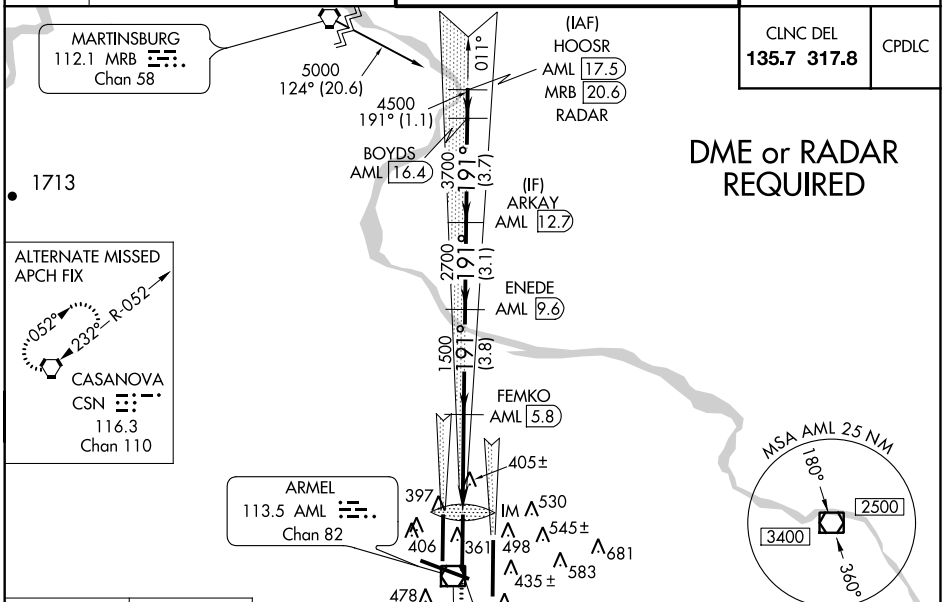 MARTINSBURG
112.1 MRB
Chan 58
5000
124° (20.6)
4500
191° (1.1)
011°
(IAF)
HOOSR
AML 17.5
MRB 20.6
RADAR
CLNC DEL
135.7 317.8
CPDLC
BOYDS
AML 16.4
3700
191°
(3.7)
DME or RADAR
REQUIRED
1713
(IF)
ARKAY
AML 12.7
2700
191°
(3.1)
ALTERNATE MISSED
APCH FIX
052°
232°
R-052
CASANOVA
CSN
116.3
Chan 110
ENEDE
AML 9.6
1500
191°
(3.8)
FEMKO
AML 5.8
405±
MSA AML 25 NM
180°
2500
3400
360°
ARMEL
113.5 AML
Chan 82
397
IM
530
406
361
498
545±
681
583
435±
478